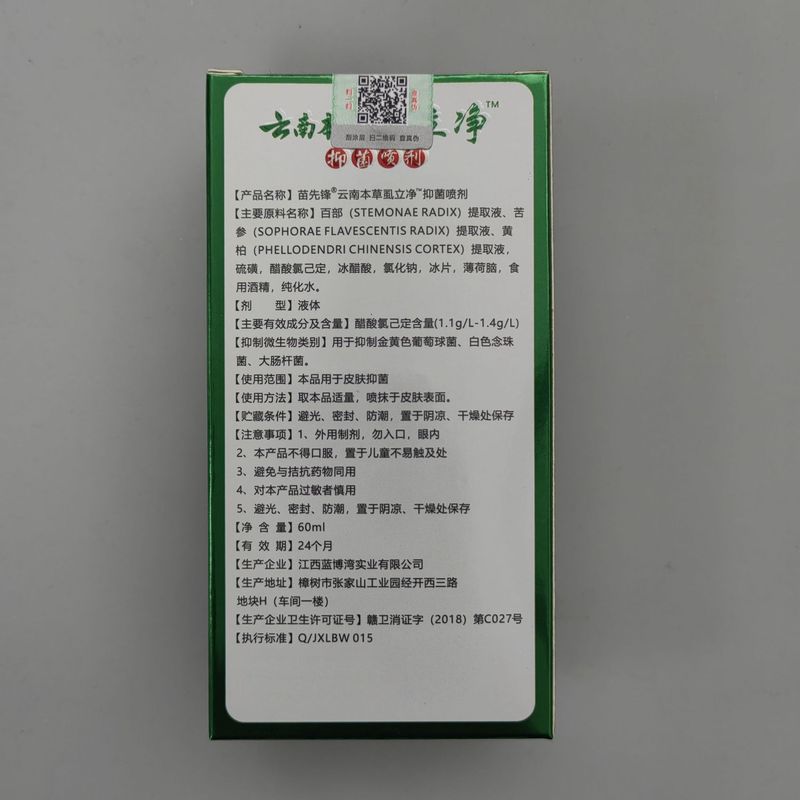 扫一扫 查真伪
刮涂层 扫二维码 查真伪
云南本 立净™
抑菌喷剂
【产品名称】苗先锋®云南本草虱立净™抑菌喷剂
【主要原料名称】百部（STEMONAE RADIX）提取液、苦
参（SOPHORAE FLAVESCENTIS RADIX）提取液、黄
柏（PHELLODENDRI CHINENSIS CORTEX）提取液，
硫磺，醋酸氯己定，冰醋酸，氯化钠，冰片，薄荷脑，食
用酒精，纯化水。
【剂 型】液体
【主要有效成分及含量】醋酸氯己定含量(1.1g/L-1.4g/L)
【抑制微生物类别】用于抑制金黄色葡萄球菌、白色念珠
菌、大肠杆菌。
【使用范围】本品用于皮肤抑菌
【使用方法】取本品适量，喷抹于皮肤表面。
【贮藏条件】避光、密封、防潮，置于阴凉、干燥处保存
【注意事项】1、外用制剂，勿入口，眼内
2、本产品不得口服，置于儿童不易触及处
3、避免与拮抗药物同用
4、对本产品过敏者慎用
5、避光、密封、防潮，置于阴凉、干燥处保存
【净 含 量】60ml
【有 效 期】24个月
【生产企业】江西蓝博湾实业有限公司
【生产地址】樟树市张家山工业园经开西三路
地块H（车间一楼）
【生产企业卫生许可证号】赣卫消证字（2018）第C027号
【执行标准】Q/JXLBW 015